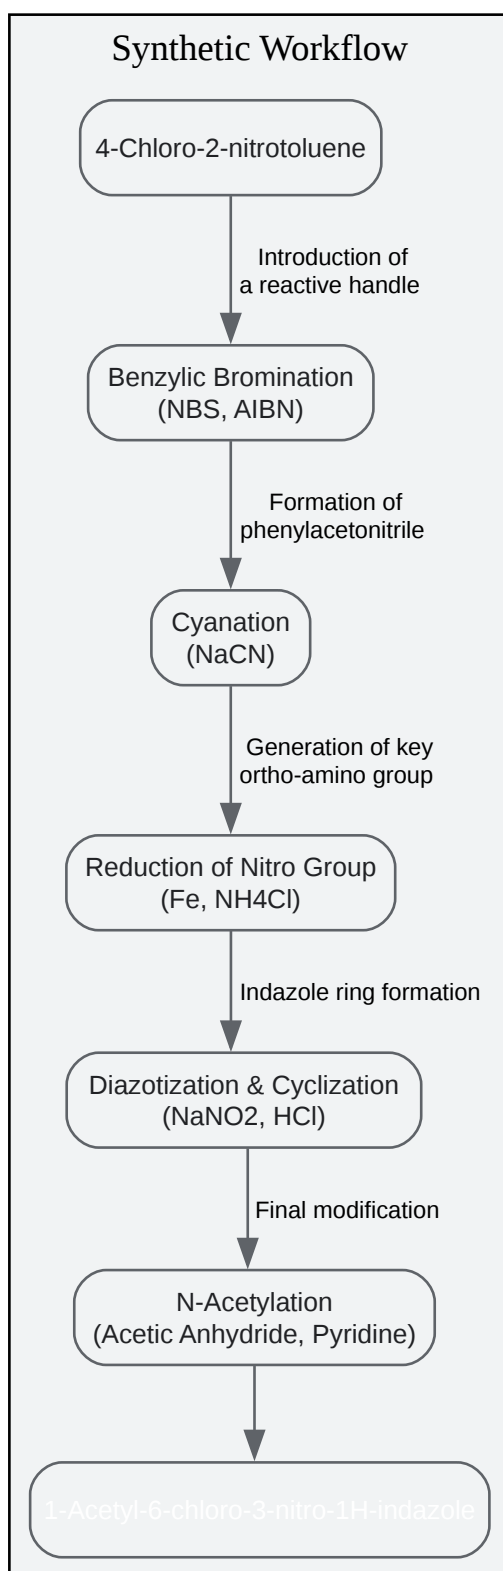 Synthetic Workflow
4-Chloro-2-nitrotoluene
Introduction of
a reactive handle
Benzylic Bromination
(NBS, AIBN)
Formation of
phenylacetonitrile
Cyanation
(NaCN)
Generation of key
ortho-amino group
Reduction of Nitro Group
(Fe, NH4Cl)
Indazole ring formation
Diazotization & Cyclization
(NaNO2, HCl)
Final modification
N-Acetylation
(Acetic Anhydride, Pyridine)
1-Acetyl-6-chloro-3-nitro-1H-indazole